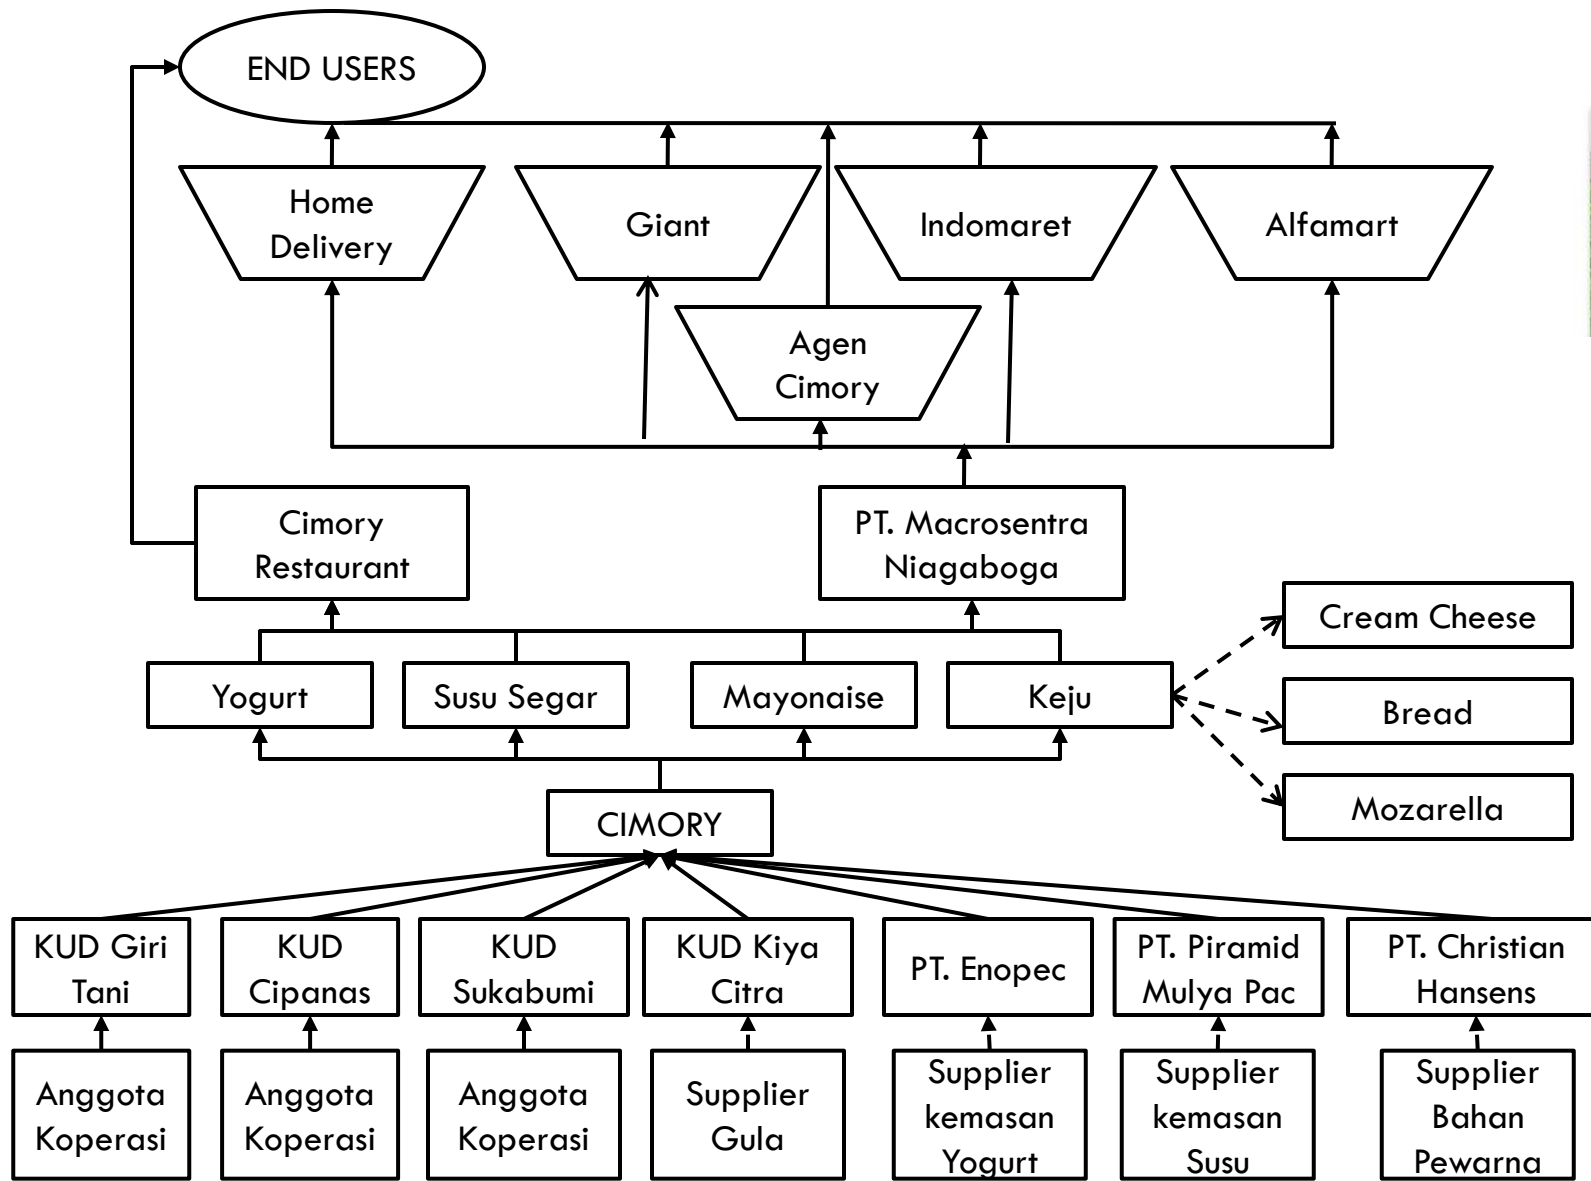 END USERS
Home
Delivery
Giant
Indomaret
Alfamart
Agen
Cimory
Cimory
Restaurant
PT. Macrosentra
Niagaboga
Cream Cheese
Bread
Mozarella
Yogurt
Susu Segar
Mayonaise
Keju
CIMORY
KUD Giri
Tani
KUD
Cipanas
KUD
Sukabumi
KUD Kiya
Citra
PT. Enopec
PT. Piramid
Mulya Pac
PT. Christian
Hansens
Anggota
Koperasi
Anggota
Koperasi
Anggota
Koperasi
Supplier
Gula
Supplier
kemasan
Yogurt
Supplier
kemasan
Susu
Supplier
Bahan
Pewarna